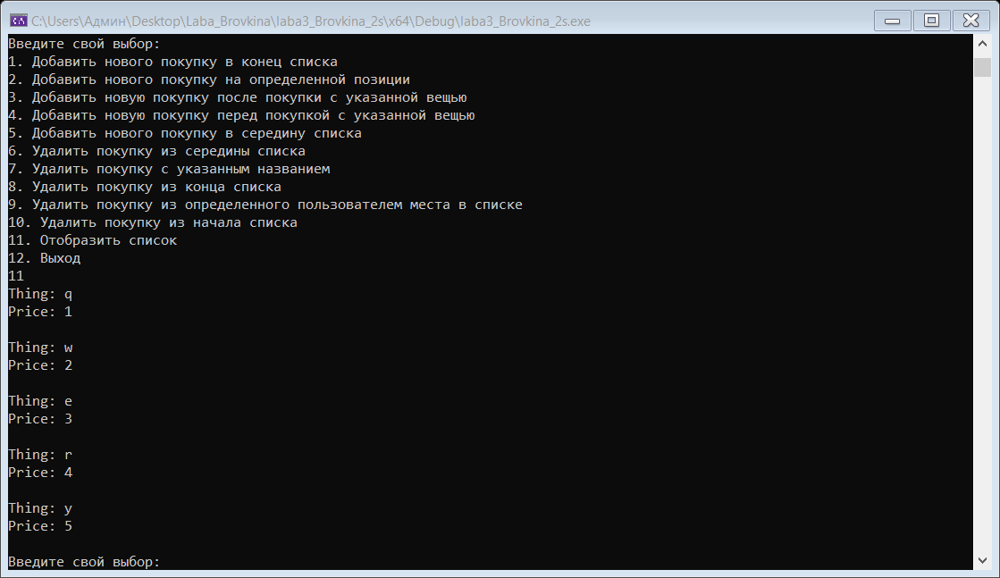 C:\Users\Админ\Desktop\Laba_Brovkina\laba3_Brovkina_2s\x64\Debug\laba3_Brovkina_2s.exe
Введите свой выбор:
1. Добавить нового покупку в конец списка
2. Добавить нового покупку на определенной позиции
3. Добавить новую покупку после покупки с указанной вещью
4. Добавить новую покупку перед покупкой с указанной вещью
5. Добавить нового покупку в середину списка
6. Удалить покупку из середины списка
7. Удалить покупку с указанным названием
8. Удалить покупку из конца списка
9. Удалить покупку из определенного пользователем места в списке
10. Удалить покупку из начала списка
11. Отобразить список
12. Выход
11
Thing: q
Price: 1
Thing: w
Price: 2
Thing: e
Price: 3
Thing: r
Price: 4
Thing: y
Price: 5
Введите свой выбор: